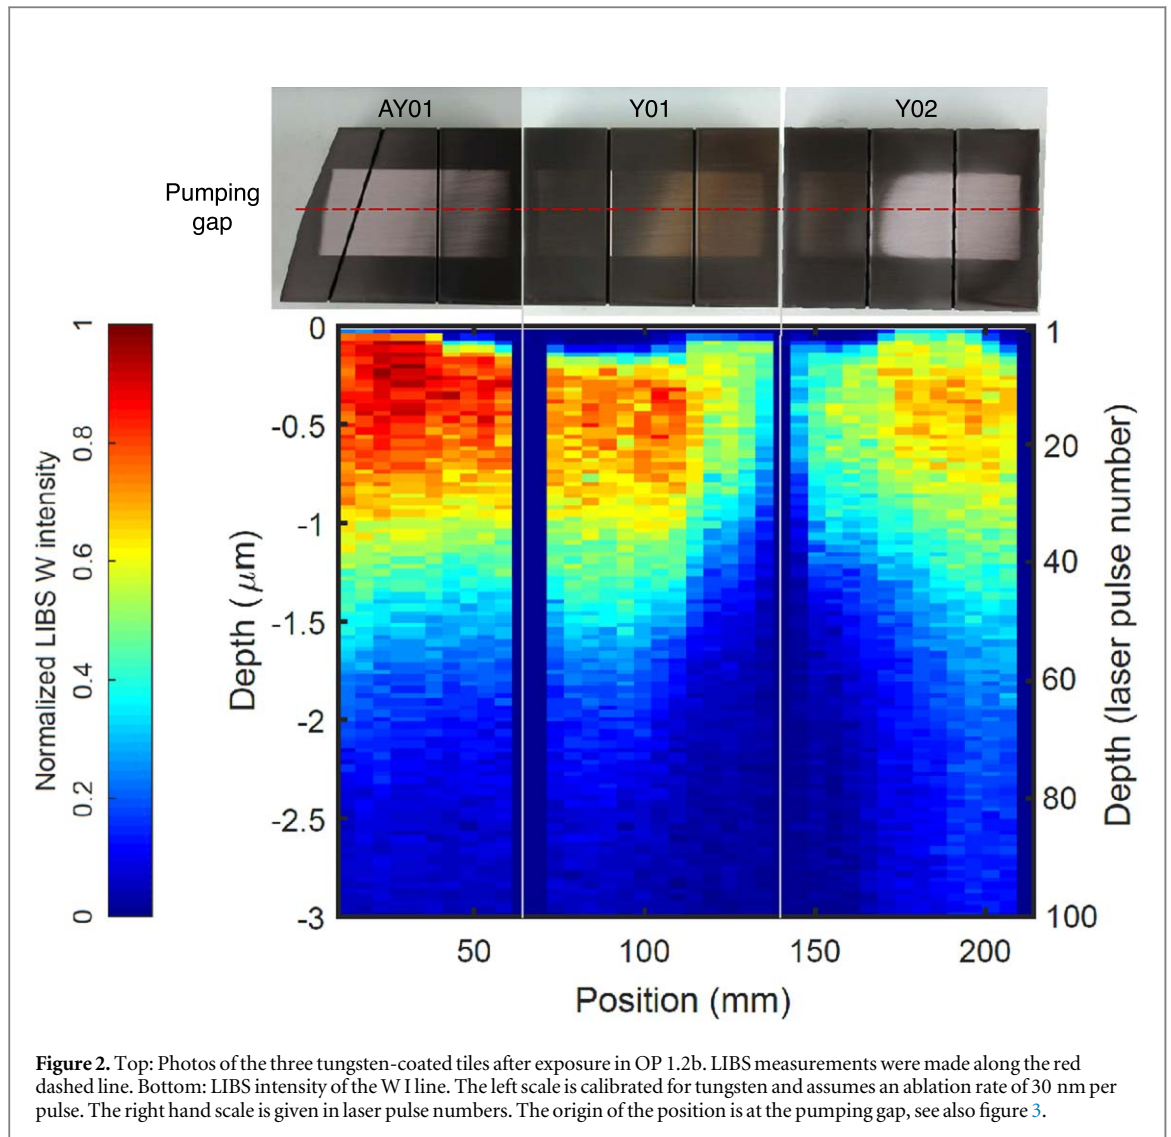 AY01 Y01 Y02
Pumping
gap
Normalized LIBS W intensity
0 0.2 0.4 0.6 0.8 1
Depth (μm)
0
-0.5
-1
-1.5
-2
-2.5
-3
1
20
40
60
80
100
Depth (laser pulse number)
50 100 150 200
Position (mm)
Figure 2. Top: Photos of the three tungsten-coated tiles after exposure in OP 1.2b. LIBS measurements were made along the red
dashed line. Bottom: LIBS intensity of the W I line. The left scale is calibrated for tungsten and assumes an ablation rate of 30 nm per
pulse. The right hand scale is given in laser pulse numbers. The origin of the position is at the pumping gap, see also figure 3.